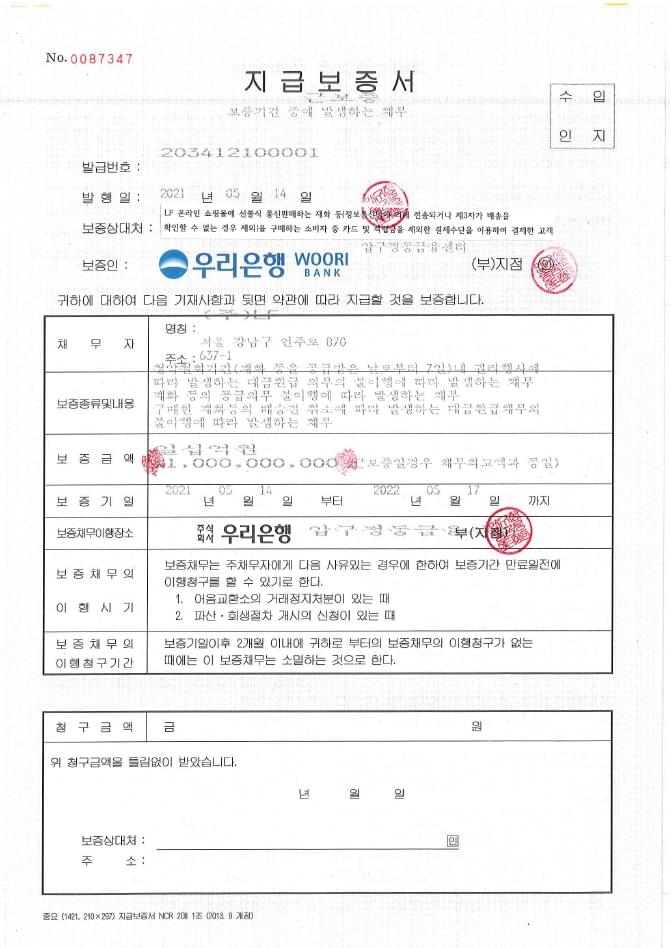 No. 0087347
지급보증서
근보증
보증기간 중에 발생하는 채무
수 입
인 지
발급번호 : 203412100001
발행일 : 2021 년 05 월 14 일
LF 온라인 쇼핑몰에 선불식 통신판매하는 재화 등(정보통신망에 의해 전송되거나 제3자가 배송을
보증상대처 : 확인할 수 없는 경우 제외)을 구매하는 소비자 중 카드 및 적립금을 제외한 결제수단을 이용하여 결제한 고객
압구정동금융센터
보증인 : 우리은행 WOORI BANK (부)지점 ㊞
귀하에 대하여 다음 기재사항과 뒷면 약관에 따라 지급할 것을 보증합니다.
채 무 자
명칭 : (주)LF
서울 강남구 언주로 870
주소 : 637-1
보증종류및내용
청약철회기간(재화 등을 공급받은 날로부터 7일)내 권리행사에
따라 발생하는 대금환급 의무의 불이행에 따라 발생하는 채무
재화 등의 공급의무 불이행에 따라 발생하는 채무
구매원 재화등의 배송전 취소에 따라 발생하는 대금환급채무의
불이행에 따라 발생하는 채무
보 증 금 액
일십억원
1,000,000,000 (근보증일경우 채무최고액과 동일)
보 증 기 일 2021 년 05 월 14 일 부터 2022 년 05 월 17 일 까지
보증채무이행장소 주식회사 우리은행 압구정동금융 부(지점)
보증채무의
이 행 시 기
보증채무는 주채무자에게 다음 사유있는 경우에 한하여 보증기간 만료일전에
이행청구를 할 수 있기로 한다.
1. 어음교환소의 거래정지처분이 있는 때
2. 파산·회생절차 개시의 신청이 있는 때
보증채무의
이행청구기간
보증기일이후 2개월 이내에 귀하로 부터의 보증채무의 이행청구가 없는
때에는 이 보증채무는 소멸하는 것으로 한다.
청 구 금 액 금 원
위 청구금액을 틀림없이 받았습니다.
년 월 일
보증상대처 : ㊞
주 소 :
중요 (1421, 210×297) 지급보증서 NCR 2매 1조 (2013. 9 개정)